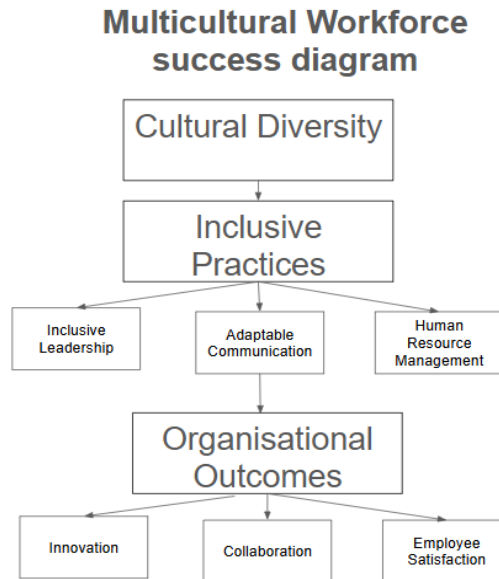 Multicultural Workforce
success diagram
Cultural Diversity
Inclusive
Practices
Inclusive
Leadership
Adaptable
Communication
Human
Resource
Management
Organisational
Outcomes
Innovation
Collaboration
Employee
Satisfaction